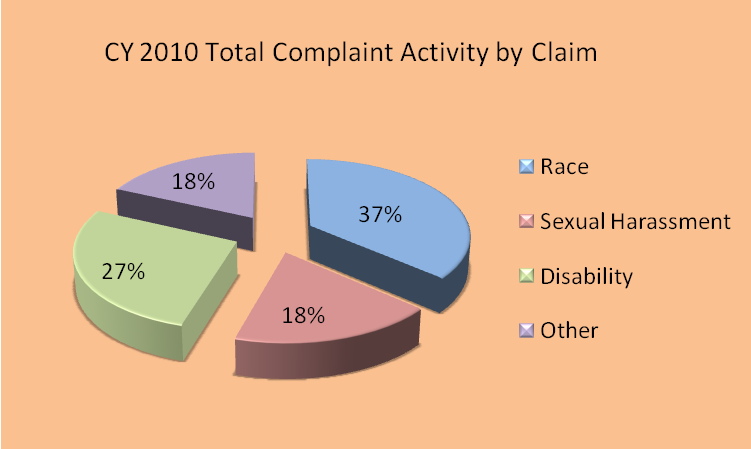 CY 2010 Total Complaint Activity by Claim
18%
37%
27%
18%
Race
Sexual Harassment
Disability
Other